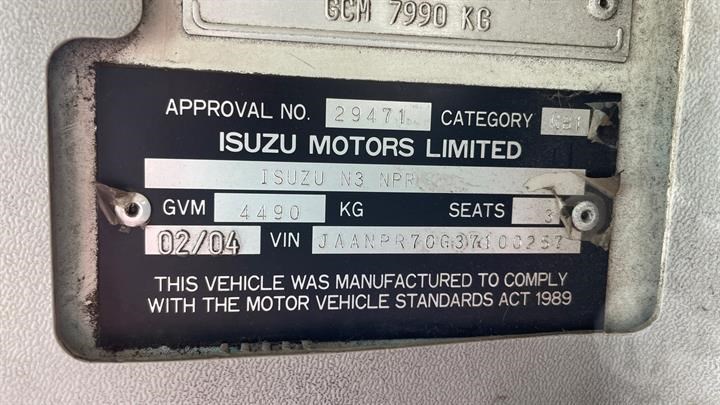 GCM 7990 KG
APPROVAL NO. 29471 CATEGORY
ISUZU MOTORS LIMITED
ISUZU N3 NPR
GVM 4490 KG SEATS 3
02/04 VIN
THIS VEHICLE WAS MANUFACTURED TO COMPLY
WITH THE MOTOR VEHICLE STANDARDS ACT 1989